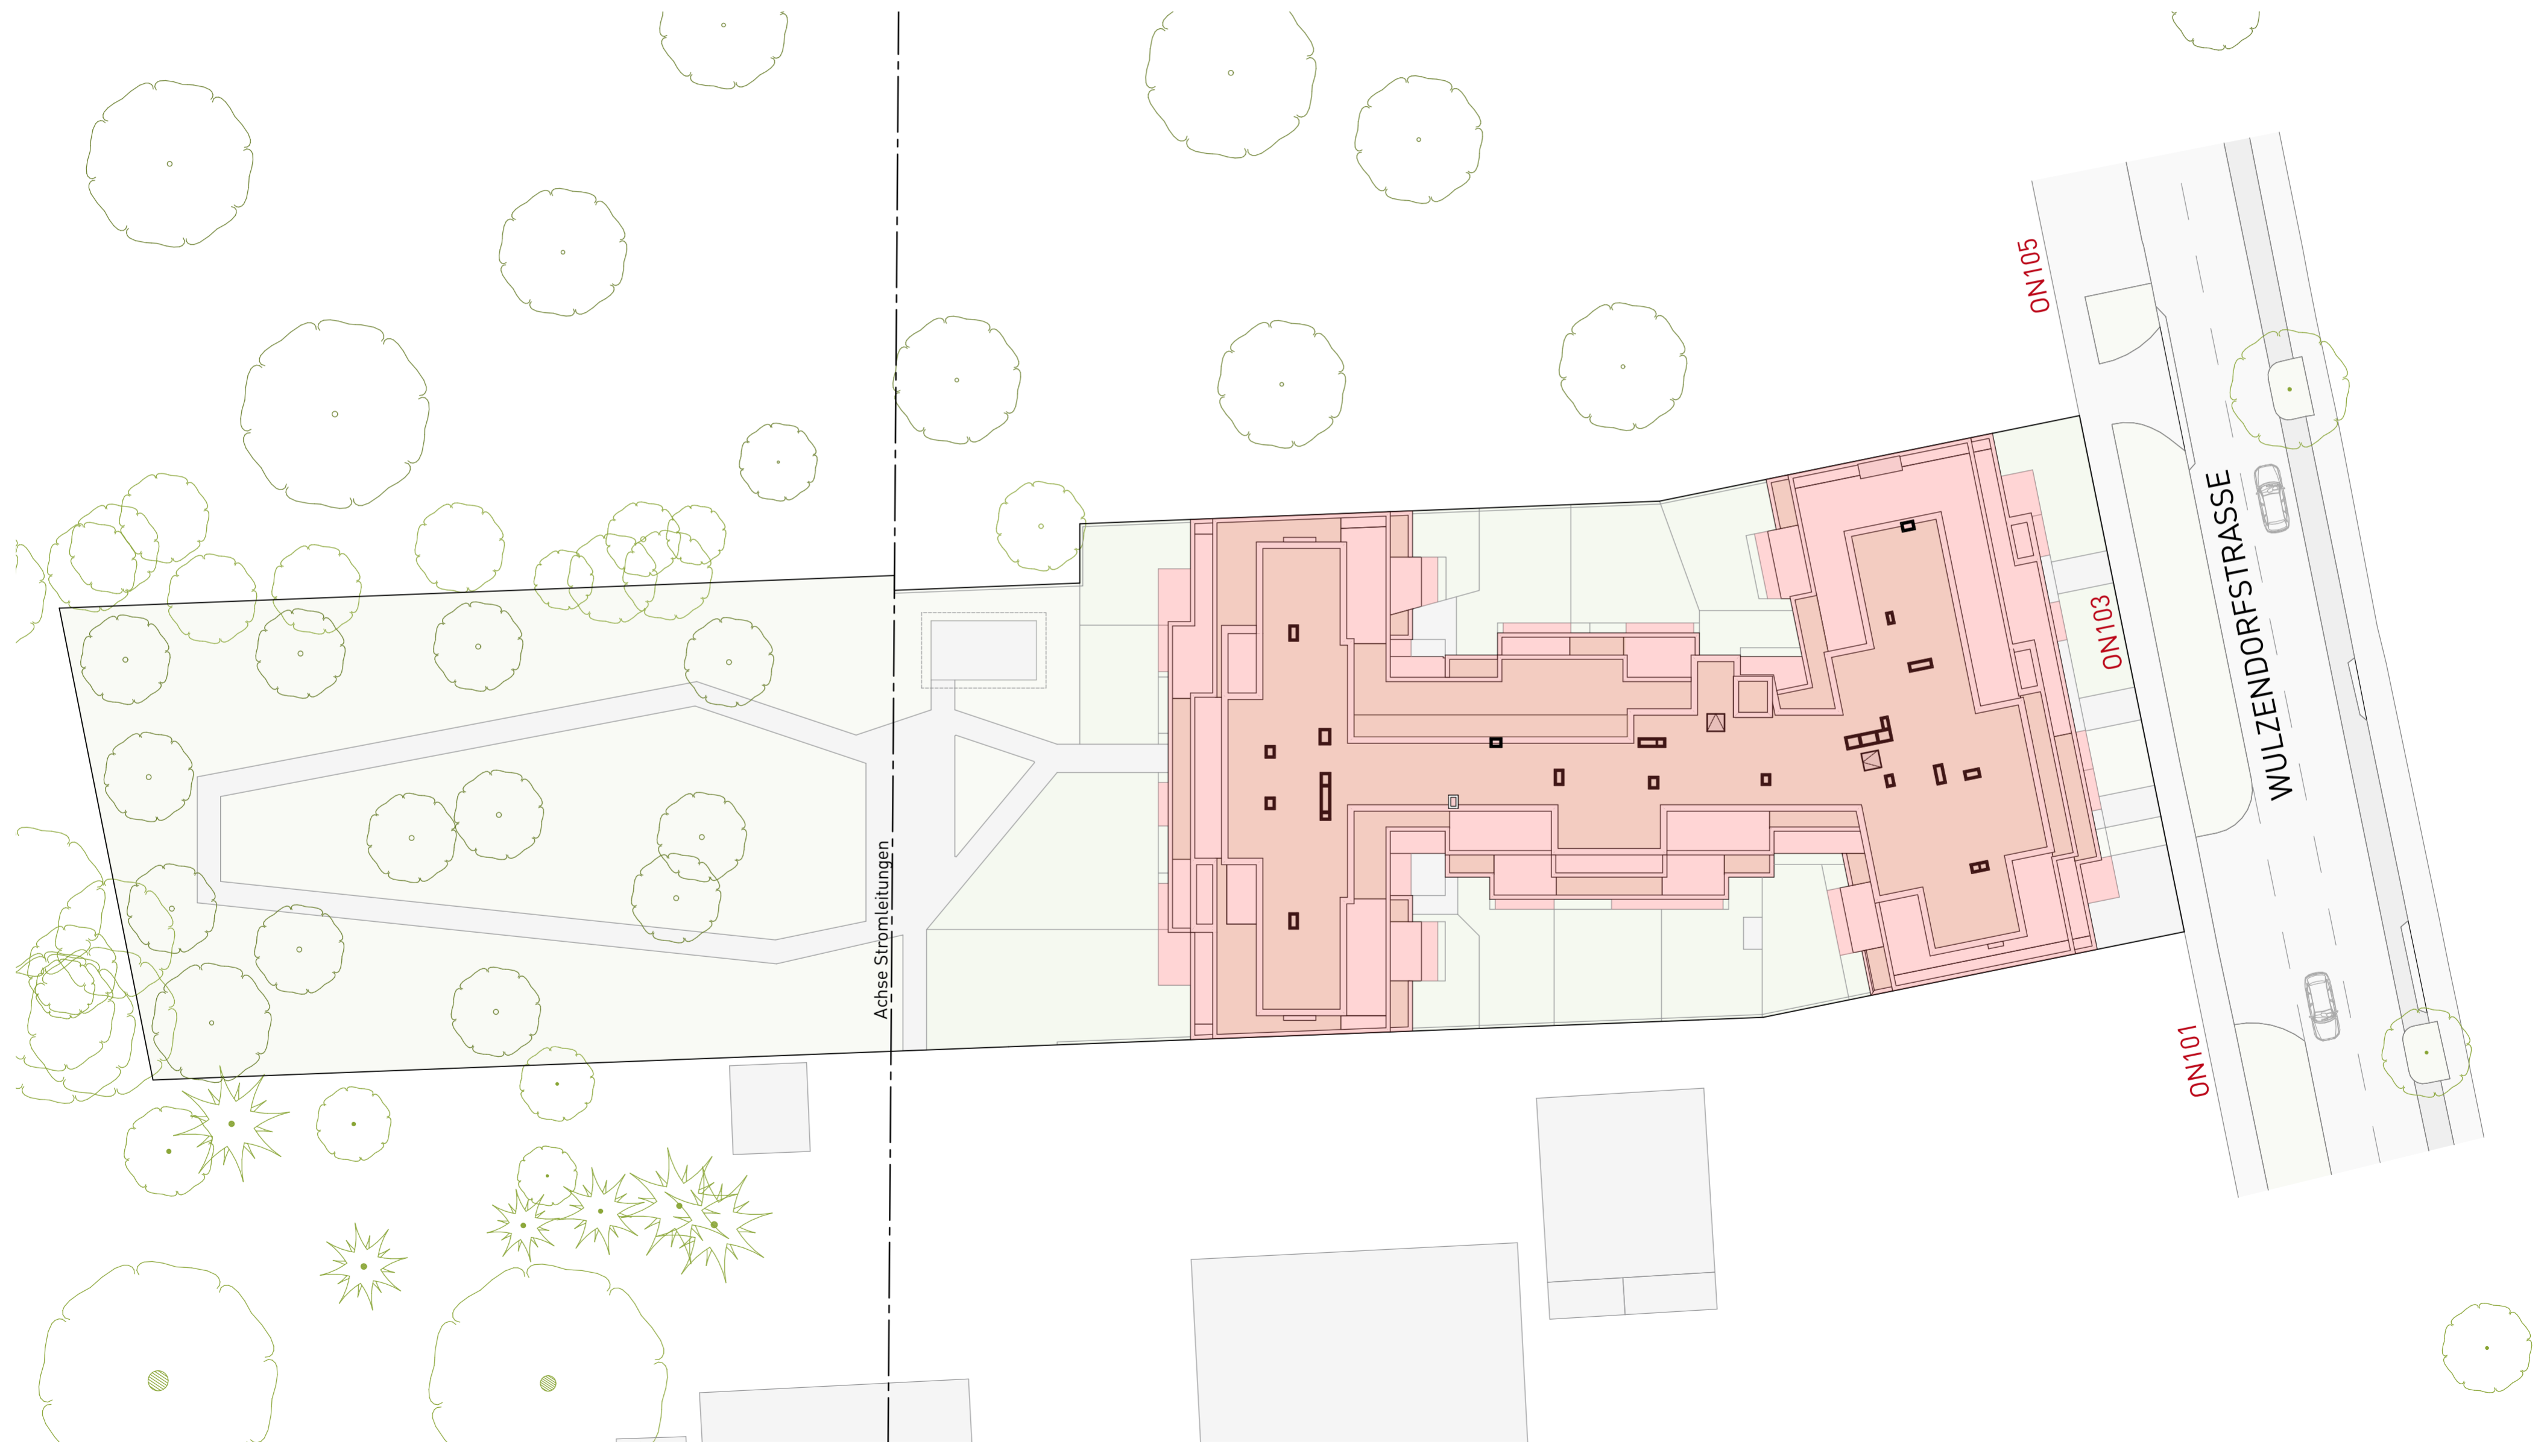 ON105
WULZENDORFSTRASSE
ON103
Achse Stromleitungen
ON101